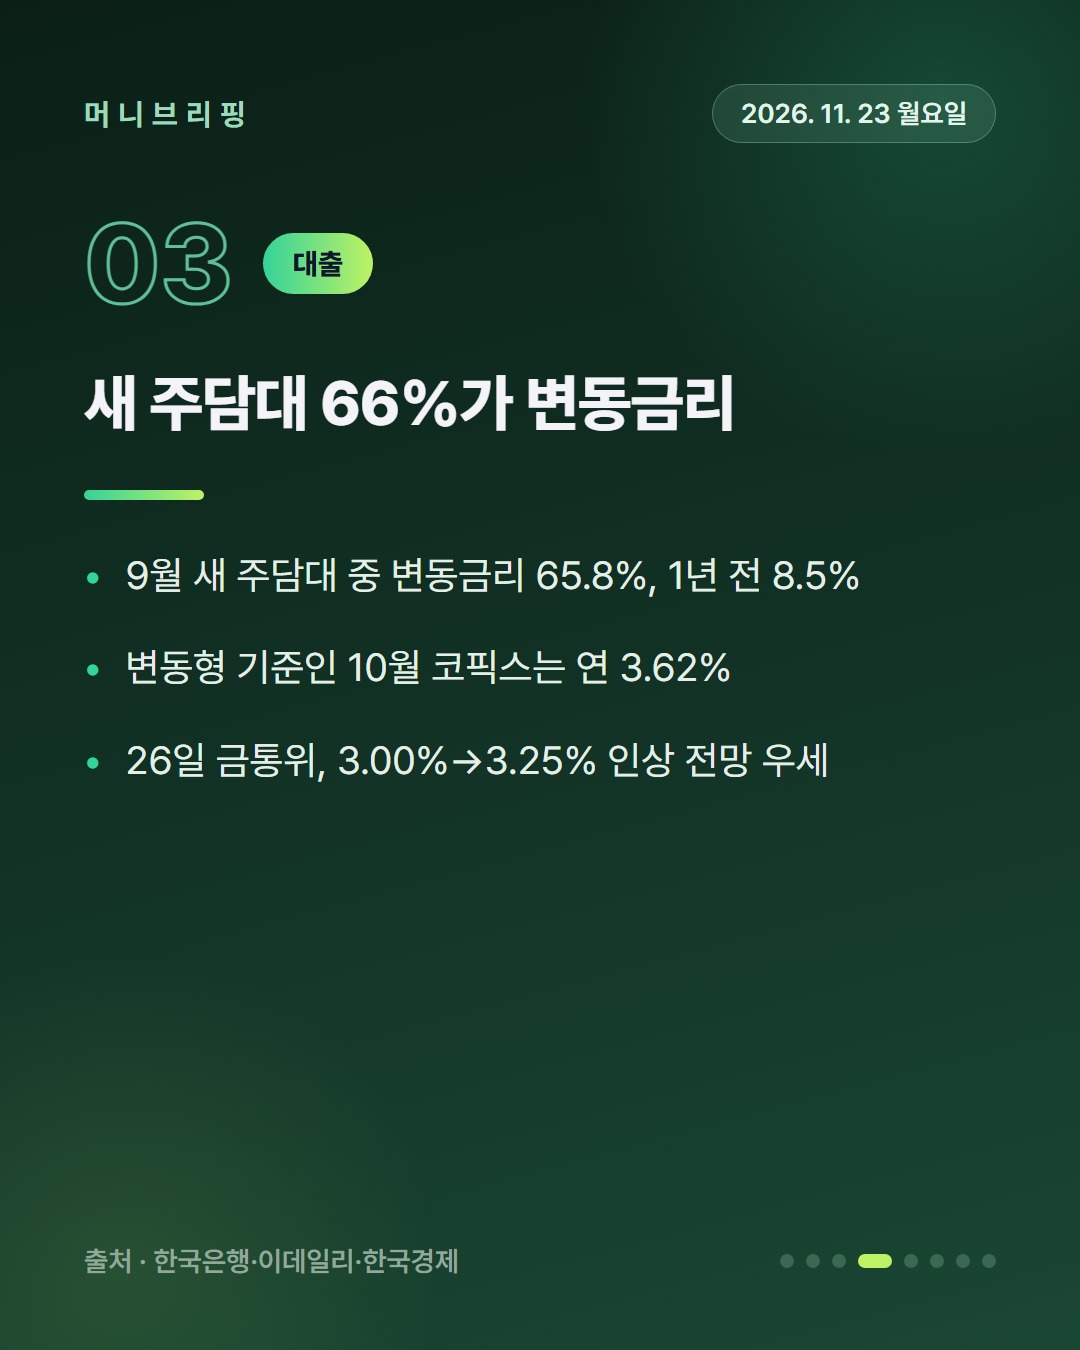 머니브리핑
2026. 11. 23 월요일
03
대출
새 주담대 66%가 변동금리
• 9월 새 주담대 중 변동금리 65.8%, 1년 전 8.5%
• 변동형 기준인 10월 코픽스는 연 3.62%
• 26일 금통위, 3.00%→3.25% 인상 전망 우세
출처 · 한국은행·이데일리·한국경제